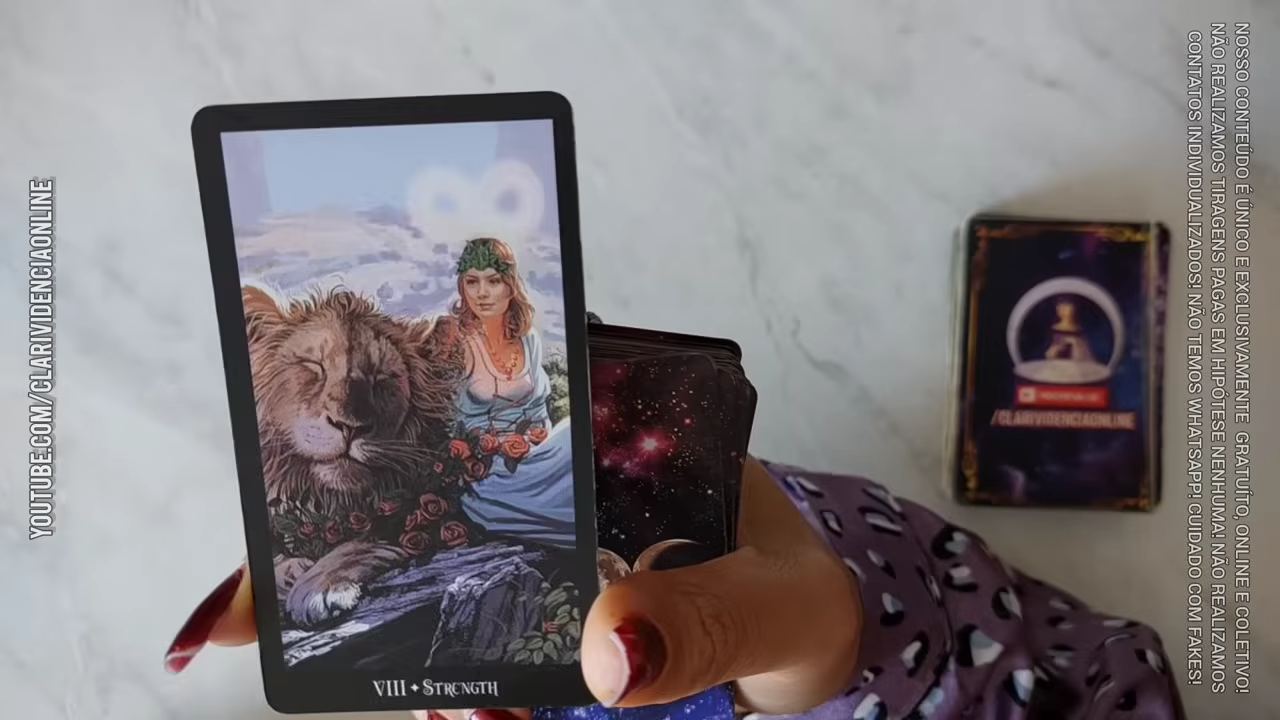 YOUTUBE.COM/CLARIVIDENCIAONLINE
VIII STRENGTH
/CLARIVIDENCIAONLINE
NOSSO CONTEÚDO É ÚNICO E EXCLUSIVAMENTE GRATUÍTO, ONLINE E COLETIVO!
NÃO REALIZAMOS TIRAGENS PAGAS EM HIPÓTESE NENHUMA! NÃO REALIZAMOS
CONTATOS INDIVIDUALIZADOS! NÃO TEMOS WHATSAPP! CUIDADO COM FAKES!